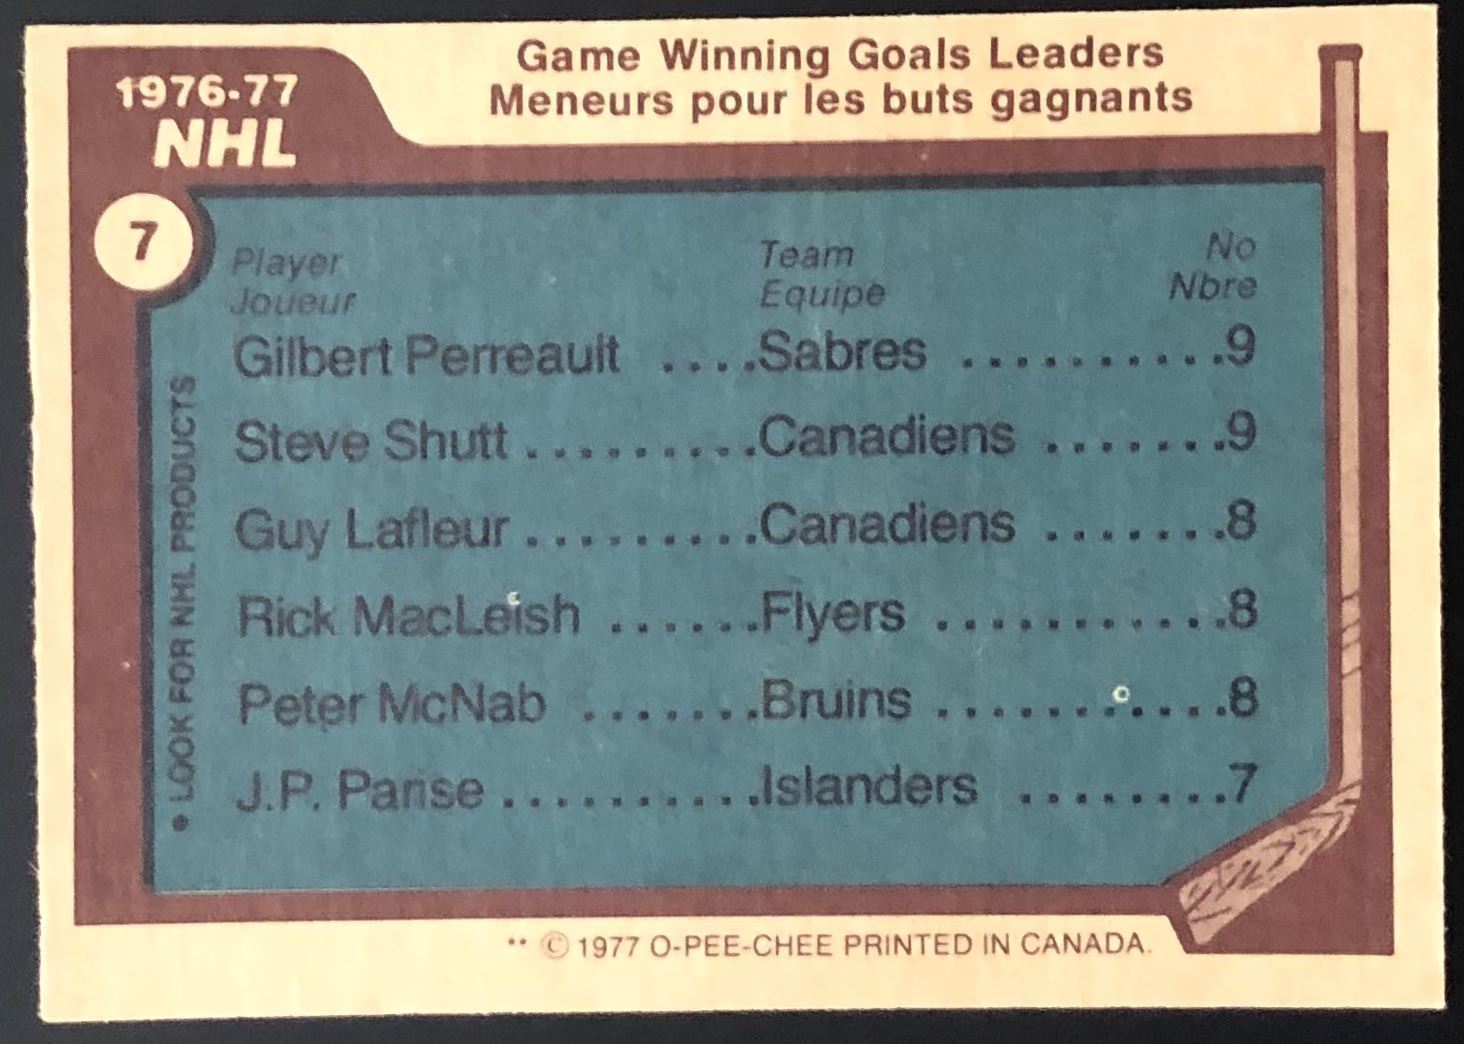 Game Winning Goals Leaders
Meneurs pour les buts gagnants
1976-77
NHL
7
Player Team No
Joueur Equipe Nbre
Gilbert Perreault ....Sabres ...........9
Steve Shutt ..........Canadiens ........9
Guy Lafleur ..........Canadiens ........8
Rick MacLeish ......Flyers ............8
Peter McNab .......Bruins ............8
J.P. Parise ...........Islanders .........7
• LOOK FOR NHL PRODUCTS
** © 1977 O-PEE-CHEE PRINTED IN CANADA.